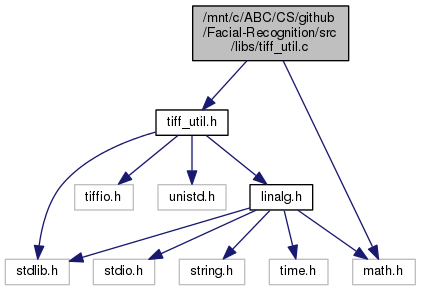 /mnt/c/ABC/CS/github
/Facial-Recognition/src
/libs/tiff_util.c
tiff_util.h
tiffio.h
unistd.h
linalg.h
stdlib.h
stdio.h
string.h
time.h
math.h